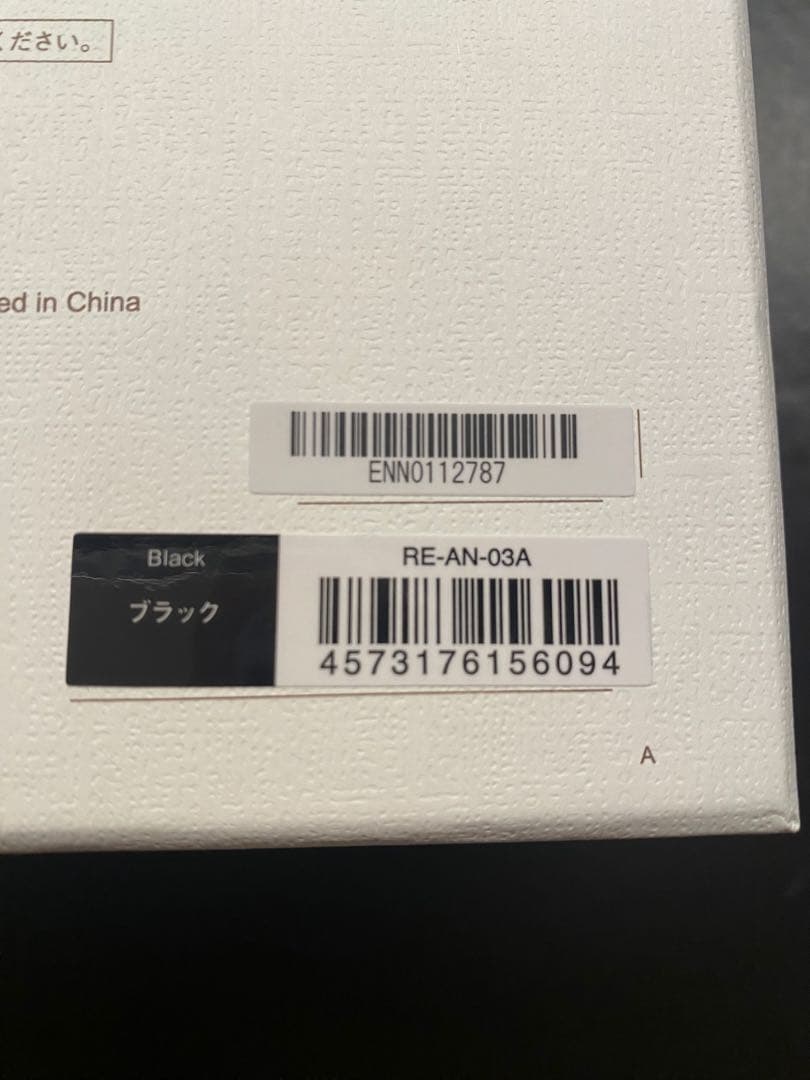 ください。
ed in China
ENN0112787
Black
ブラック
RE-AN-03A
4573176156094
A